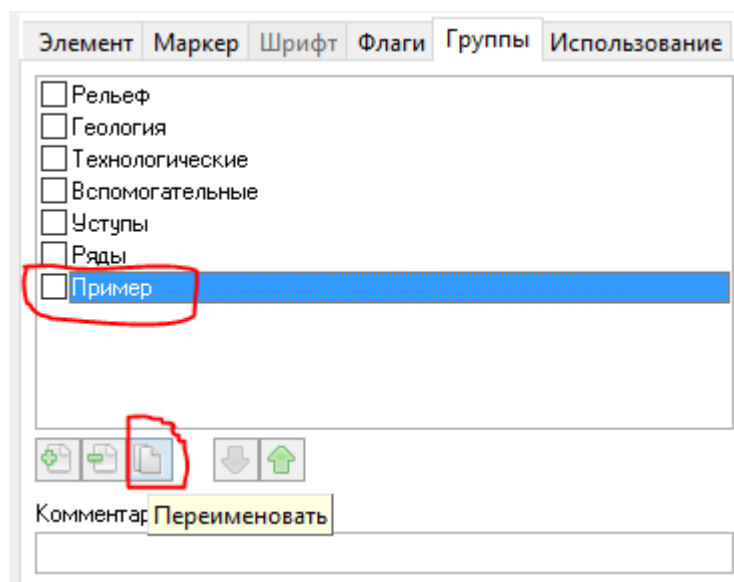 Элемент Маркер Шрифт Флаги Группы Использование
Рельеф
Геология
Технологические
Вспомогательные
Уступы
Ряды
Пример
Комментар
Переименовать